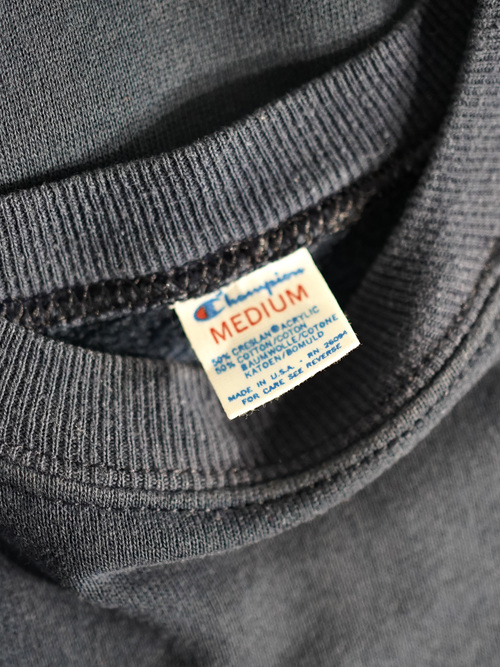 Champion
MEDIUM
50% CRESLAN® ACRYLIC
50% COTTON/COTON
BAUMWOLLE/COTONE
KATOEN/BOMULD
MADE IN U.S.A. • RN 26094
FOR CARE SEE REVERSE